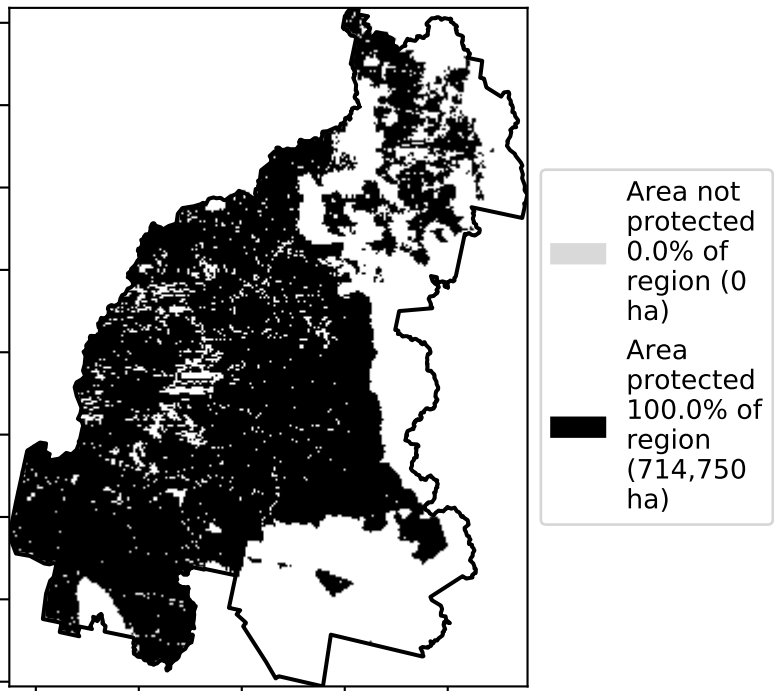 Area not
protected
0.0% of
region (0
ha)
Area
protected
100.0% of
region
(714,750
ha)